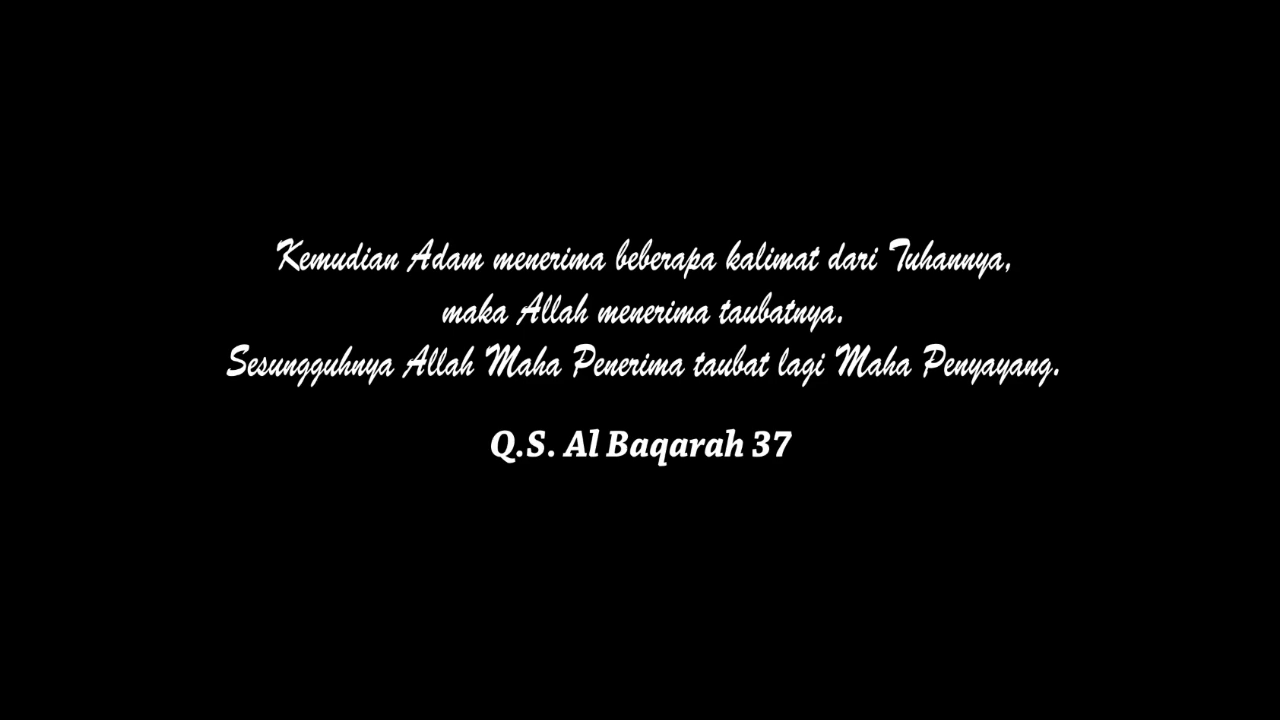 Kemudian Adam menerima beberapa kalimat dari Tuhannya,
maka Allah menerima taubatnya.
Sesungguhnya Allah Maha Penerima taubat lagi Maha Penyayang.
Q.S. Al Baqarah 37